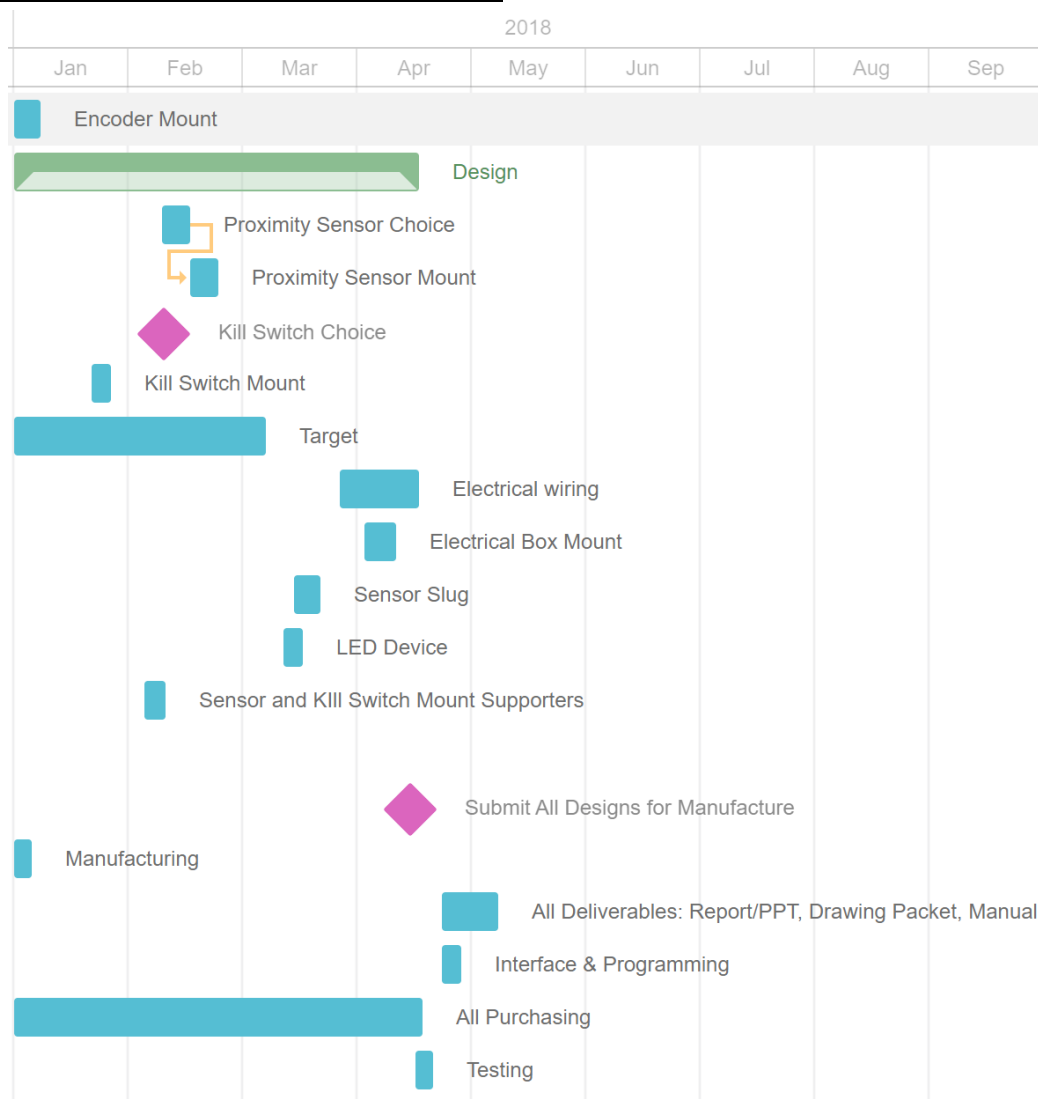 2018
Jan Feb Mar Apr May Jun Jul Aug Sep
Encoder Mount
Design
Proximity Sensor Choice
Proximity Sensor Mount
Kill Switch Choice
Kill Switch Mount
Target
Electrical wiring
Electrical Box Mount
Sensor Slug
LED Device
Sensor and KIll Switch Mount Supporters
Submit All Designs for Manufacture
Manufacturing
All Deliverables: Report/PPT, Drawing Packet, Manual
Interface & Programming
All Purchasing
Testing